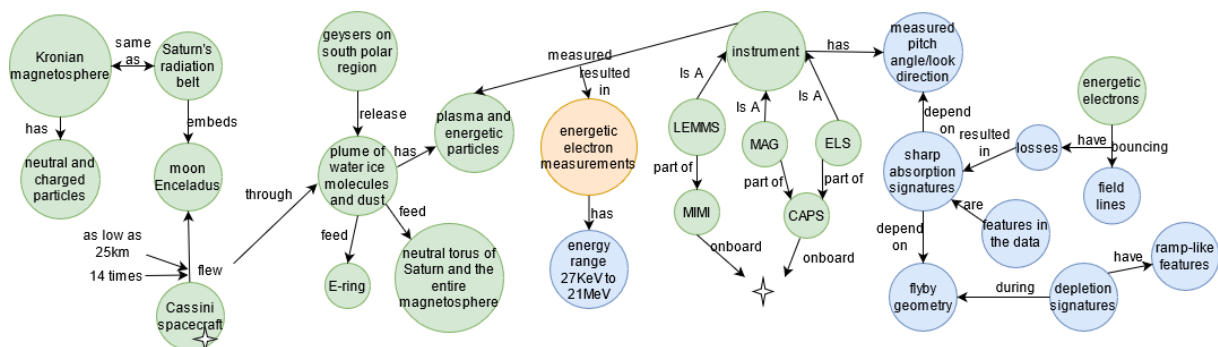 Kronian
magnetosphere
same
as
Saturn's
radiation
belt
has
neutral and
charged
particles
embeds
moon
Enceladus
as low as
25km
14 times
flew
Cassini
spacecraft
through
geysers on
south polar
region
release
plume of
water ice
molecules
and dust
has
plasma and
energetic
particles
feed
feed
E-ring
neutral torus of
Saturn and the
entire
magnetosphere
measured
resulted
in
energetic
electron
measurements
has
energy
range
27KeV to
21MeV
instrument
Is A
Is A
Is A
LEMMS
MAG
ELS
part of
part of
part of
MIMI
CAPS
onboard
onboard
has
measured
pitch
angle/look
direction
depend
on
sharp
absorption
signatures
resulted
in
losses
have
bouncing
energetic
electrons
field
lines
are
features in
the data
depend
on
flyby
geometry
during
depletion
signatures
have
ramp-like
features